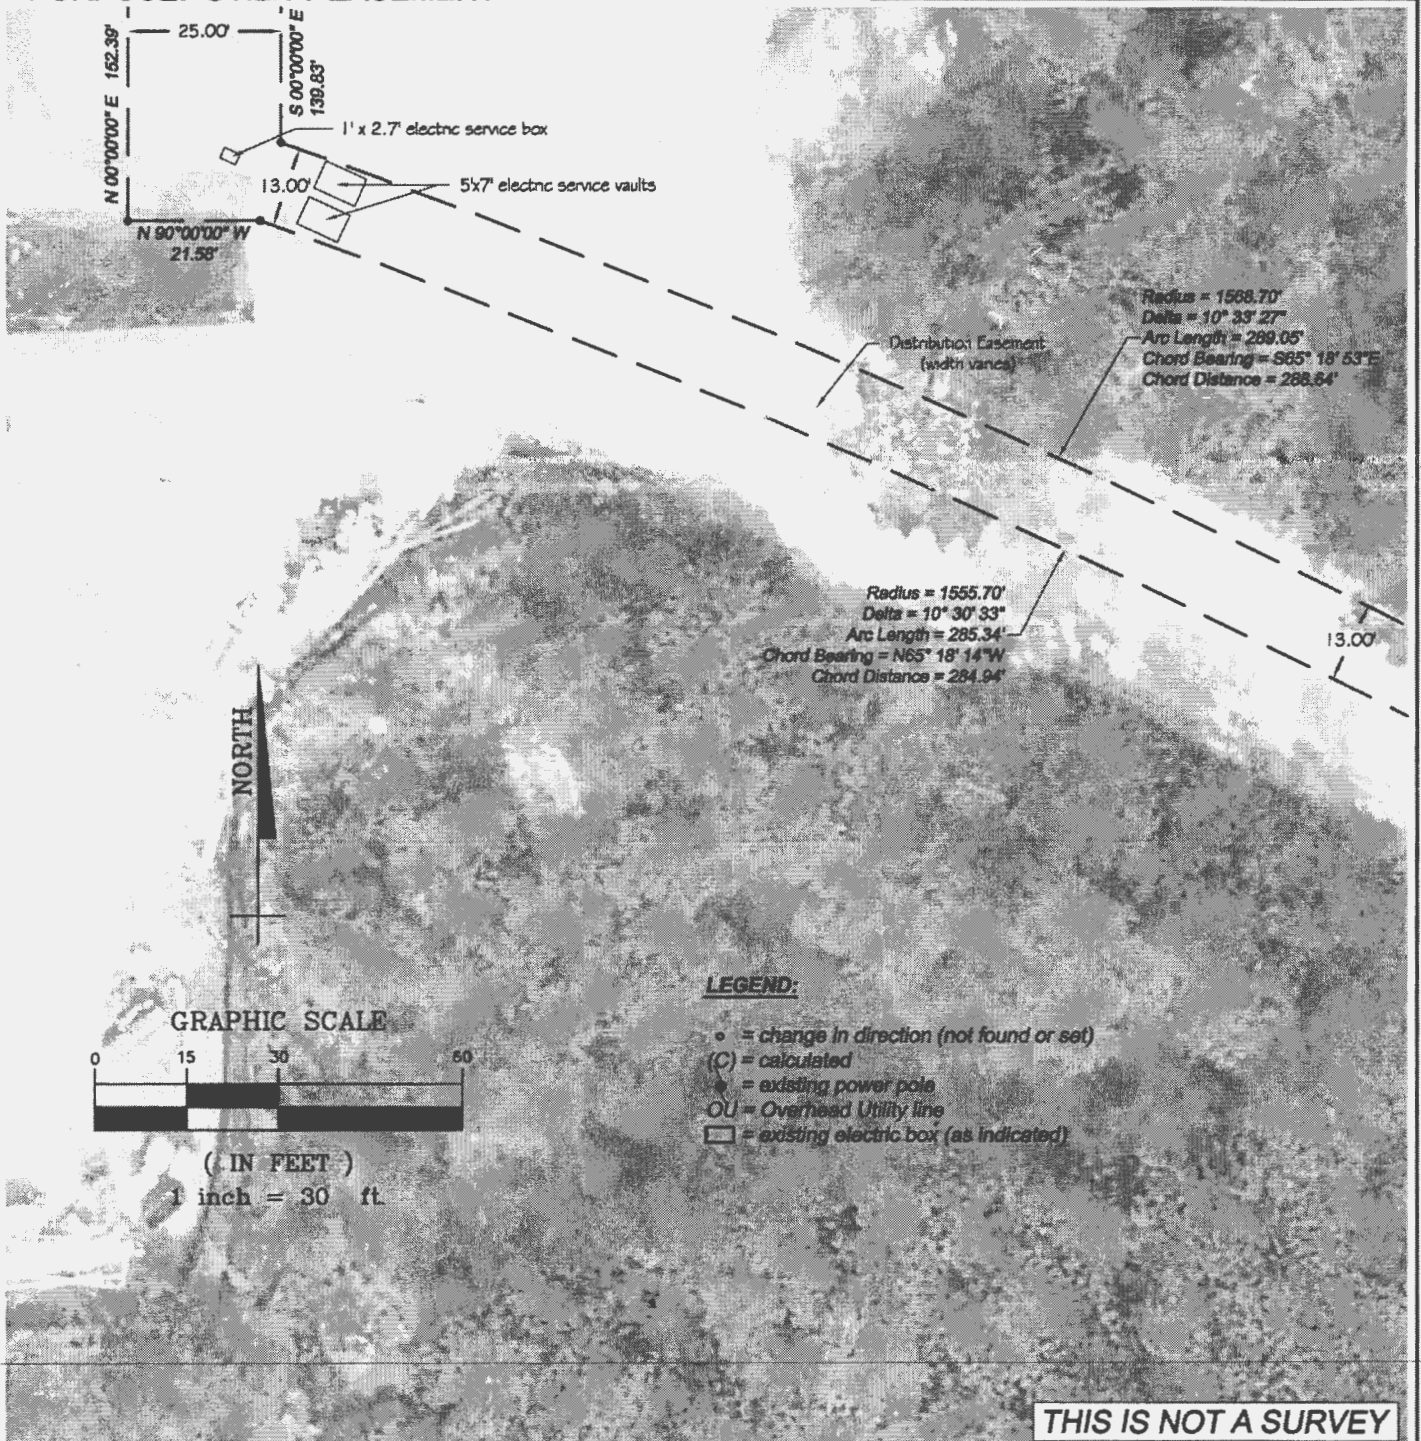 25.00'
N 00°00'00" E 152.39'
S 00°00'00" E
139.83'
1' x 2.7' electric service box
13.00'
5'x7' electric service vaults
N 90°00'00" W
21.58'
Radius = 1568.70'
Delta = 10° 33' 27"
Arc Length = 289.05'
Chord Bearing = S65° 18' 53"E
Chord Distance = 288.64'
Distribution Easement
(width varies)
Radius = 1555.70'
Delta = 10° 30' 33"
Arc Length = 285.34'
Chord Bearing = N65° 18' 14"W
Chord Distance = 284.94'
13.00'
NORTH
LEGEND:
= change in direction (not found or set)
(C) = calculated
= existing power pole
OU = Overhead Utility line
= existing electric box (as indicated)
GRAPHIC SCALE
0 15 30 60
( IN FEET )
1 inch = 30 ft.
THIS IS NOT A SURVEY